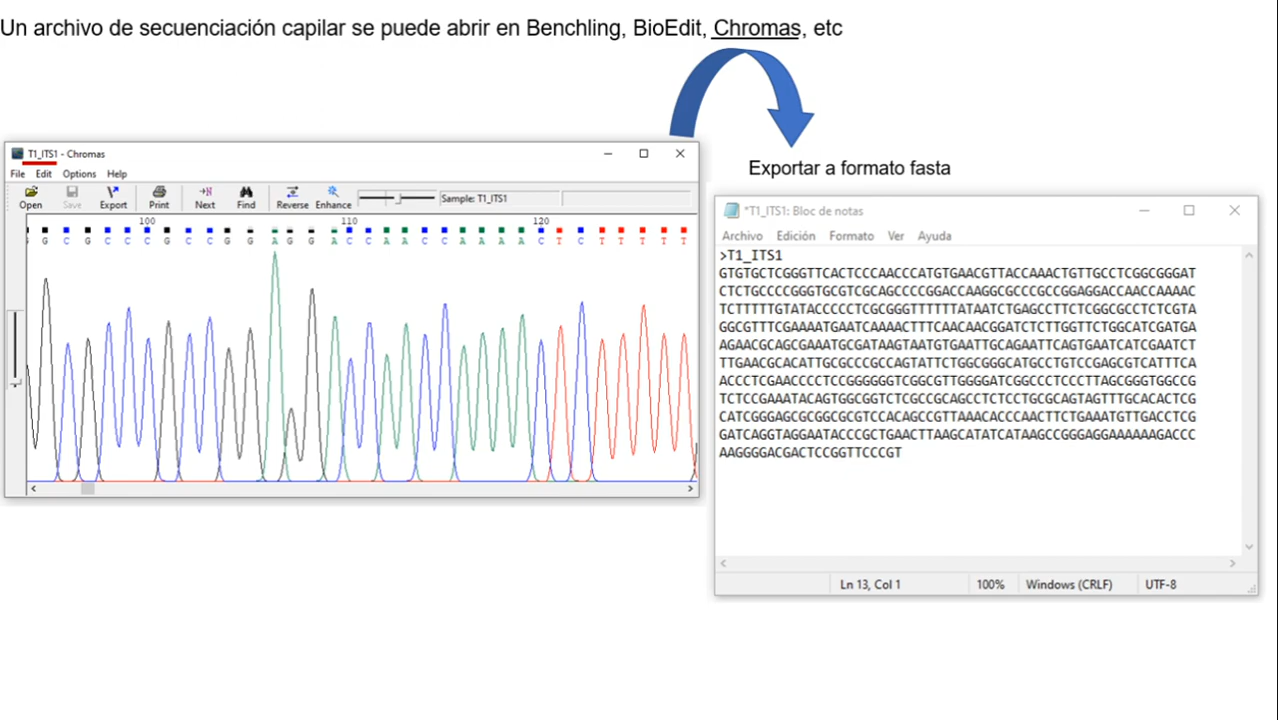 Un archivo de secuenciación capilar se puede abrir en Benchling, BioEdit, Chromas, etc
Exportar a formato fasta
T1_ITS1 - Chromas
File Edit Options Help
Open Save Export Print Next Find Reverse Enhance Sample: T1_ITS1
100 110 120
G C G C C C G C C G G A G G A C C A A C C A A A A C T C T T T T T
*T1_ITS1: Bloc de notas
Archivo Edición Formato Ver Ayuda
>T1_ITS1
GTGTGCTCGGGTTCACTCCCAACCCATGTGAACGTTACCAAACTGTTGCCTCGGCGGGAT
CTCTGCCCCGGGTGCGTCGCAGCCCCGGACCAAGGCGCCCGCCGGAGGACCAACCAAAAC
TCTTTTTGTATACCCCCTCGCGGGTTTTTTATAATCTGAGCCTTCTCGGCGCCTCTCGTA
GGCGTTTCGAAAATGAATCAAAACTTTCAACAACGGATCTCTTGGTTCTGGCATCGATGA
AGAACGCAGCGAAATGCGATAAGTAATGTGAATTGCAGAATTCAGTGAATCATCGAATCT
TTGAACGCACATTGCGCCCGCCAGTATTCTGGCGGGCATGCCTGTCCGAGCGTCATTTCA
ACCCTCGAACCCCTCCGGGGGGTCGGCGTTGGGGATCGGCCCTCCCTTAGCGGGTGGCCG
TCTCCGAAATACAGTGGCGGTCTCGCCGCAGCCTCTCCTGCGCAGTAGTTTGCACACTCG
CATCGGGAGCGCGGCGCGTCCACAGCCGTTAAACACCCAACTTCTGAAATGTTGACCTCG
GATCAGGTAGGAATACCCGCTGAACTTAAGCATATCATAAGCCGGGAGGAAAAAAGACCC
AAGGGGACGACTCCGGTTCCCGT
Ln 13, Col 1 100% Windows (CRLF) UTF-8